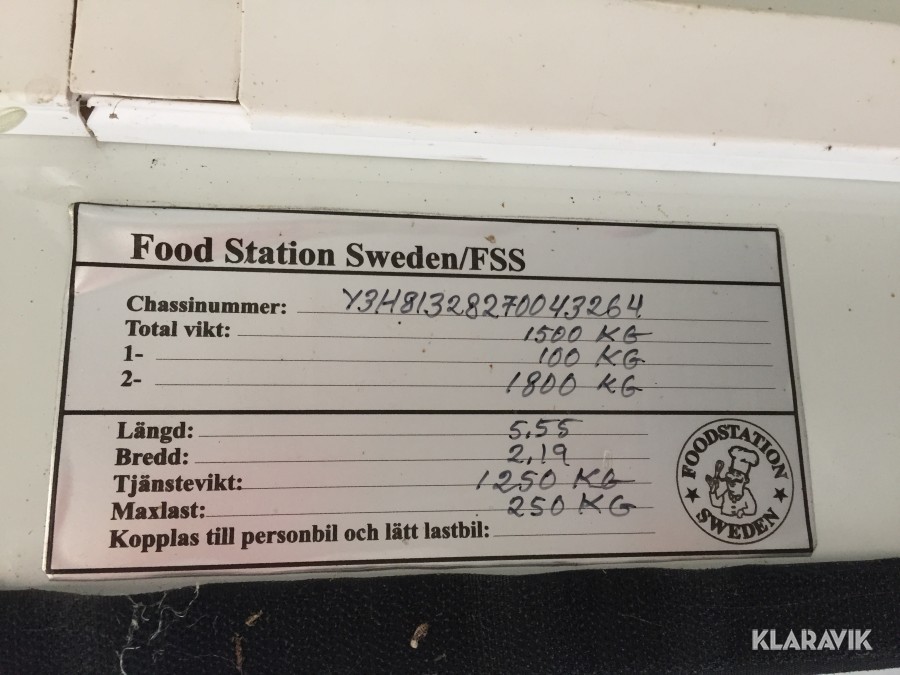 Food Station Sweden/FSS
Chassinummer: Y3H81328270043264
Total vikt: 1500 KG
1- 100 KG
2- 1800 KG
Längd: 5.55
Bredd: 2.19
Tjänstevikt: 1250 KG
Maxlast: 250 KG
Kopplas till personbil och lätt lastbil:
FOODSTATION
SWEDEN
KLARAVIK